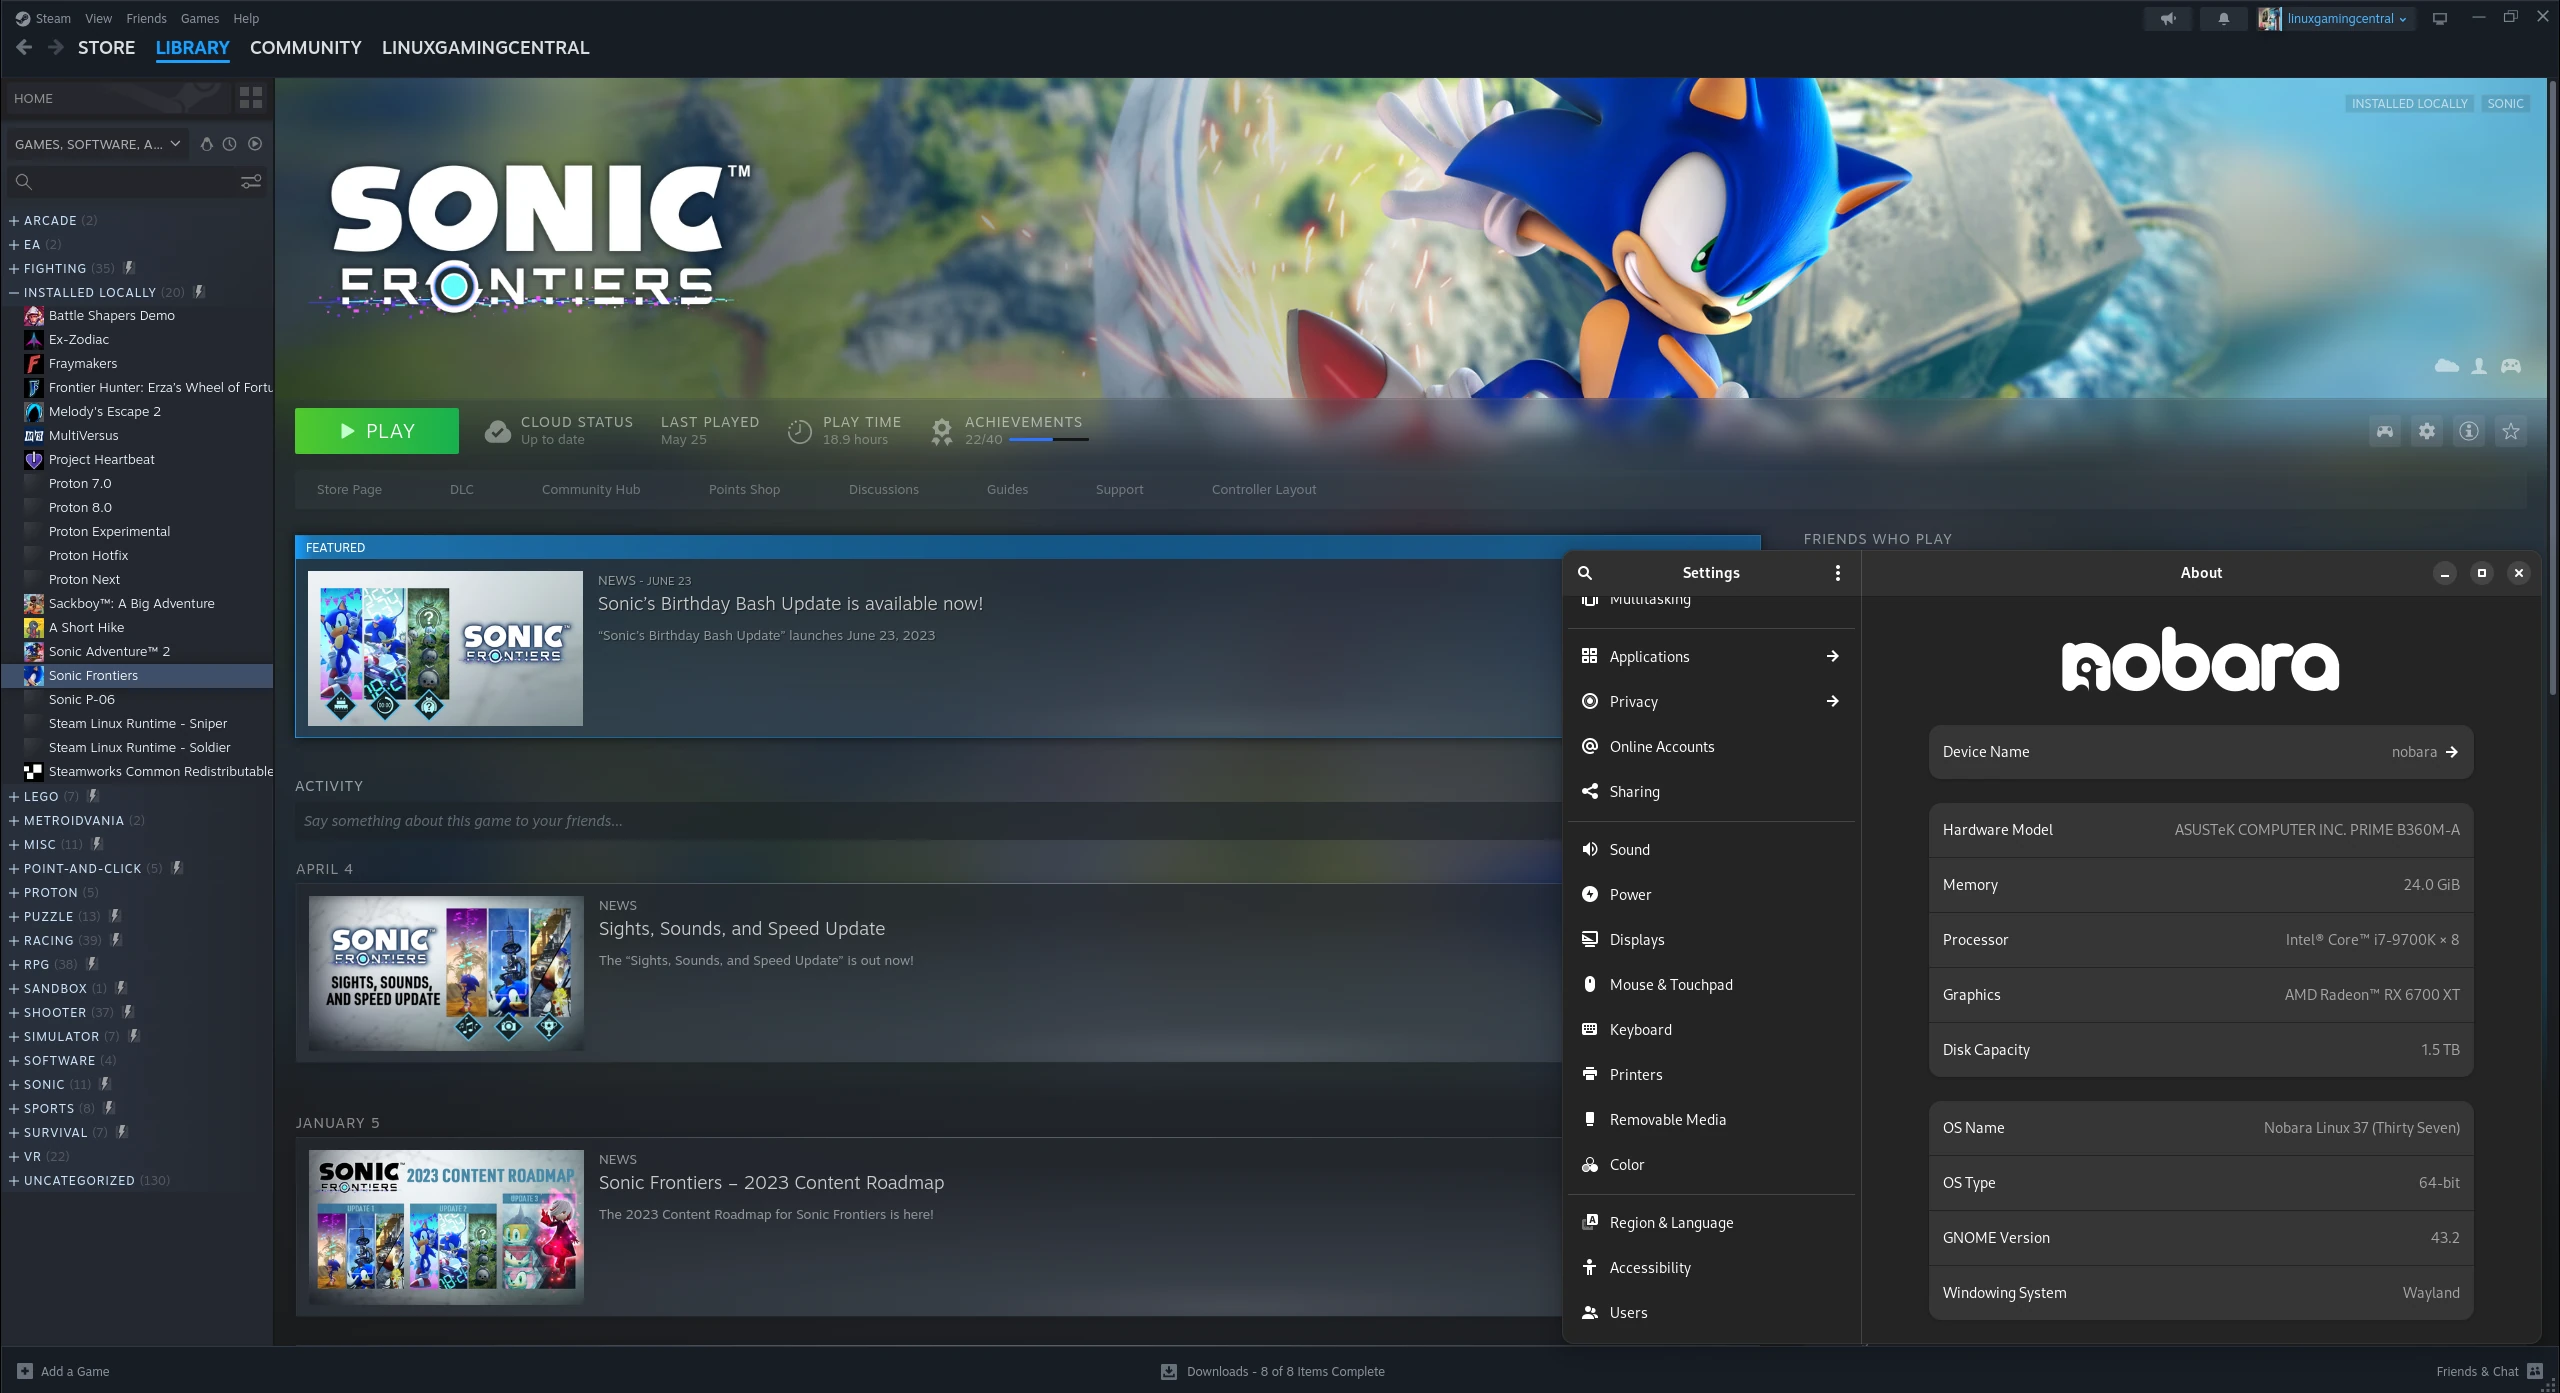 Steam View Friends Games Help
linuxgamingcentral
STORE LIBRARY COMMUNITY LINUXGAMINGCENTRAL
HOME
GAMES, SOFTWARE, A...
ARCADE (2)
EA (2)
FIGHTING (35)
INSTALLED LOCALLY (20)
Battle Shapers Demo
Ex-Zodiac
Fraymakers
Frontier Hunter: Erza's Wheel of Fortu
Melody's Escape 2
MultiVersus
Project Heartbeat
Proton 7.0
Proton 8.0
Proton Experimental
Proton Hotfix
Proton Next
Sackboy™: A Big Adventure
A Short Hike
Sonic Adventure™ 2
Sonic Frontiers
Sonic P-06
Steam Linux Runtime - Sniper
Steam Linux Runtime - Soldier
Steamworks Common Redistributable
LEGO (7)
METROIDVANIA (2)
MISC (11)
POINT-AND-CLICK (5)
PROTON (5)
PUZZLE (13)
RACING (39)
RPG (38)
SANDBOX (1)
SHOOTER (37)
SIMULATOR (7)
SOFTWARE (4)
SONIC (11)
SPORTS (8)
SURVIVAL (7)
VR (22)
UNCATEGORIZED (130)
INSTALLED LOCALLY SONIC
SONIC™
FRONTIERS
PLAY
CLOUD STATUS LAST PLAYED PLAY TIME ACHIEVEMENTS
Up to date May 25 18.9 hours 22/40
Store Page DLC Community Hub Points Shop Discussions Guides Support Controller Layout
FEATURED
SONIC™
FRONTIERS
NEWS - JUNE 23
Sonic's Birthday Bash Update is available now!
"Sonic's Birthday Bash Update" launches June 23, 2023
ACTIVITY
Say something about this game to your friends...
APRIL 4
SONIC™
FRONTIERS
SIGHTS, SOUNDS,
AND SPEED UPDATE
NEWS
Sights, Sounds, and Speed Update
The "Sights, Sounds, and Speed Update" is out now!
JANUARY 5
SONIC™
FRONTIERS
2023 CONTENT ROADMAP
UPDATE 1 UPDATE 2 UPDATE 3
NEWS
Sonic Frontiers – 2023 Content Roadmap
The 2023 Content Roadmap for Sonic Frontiers is here!
FRIENDS WHO PLAY
Settings
Multitasking
Applications
Privacy
Online Accounts
Sharing
Sound
Power
Displays
Mouse & Touchpad
Keyboard
Printers
Removable Media
Color
Region & Language
Accessibility
Users
About
nobara
Device Name nobara
Hardware Model ASUSTeK COMPUTER INC. PRIME B360M-A
Memory 24.0 GiB
Processor Intel® Core™ i7-9700K × 8
Graphics AMD Radeon™ RX 6700 XT
Disk Capacity 1.5 TB
OS Name Nobara Linux 37 (Thirty Seven)
OS Type 64-bit
GNOME Version 43.2
Windowing System Wayland
Add a Game
Downloads - 8 of 8 Items Complete
Friends & Chat